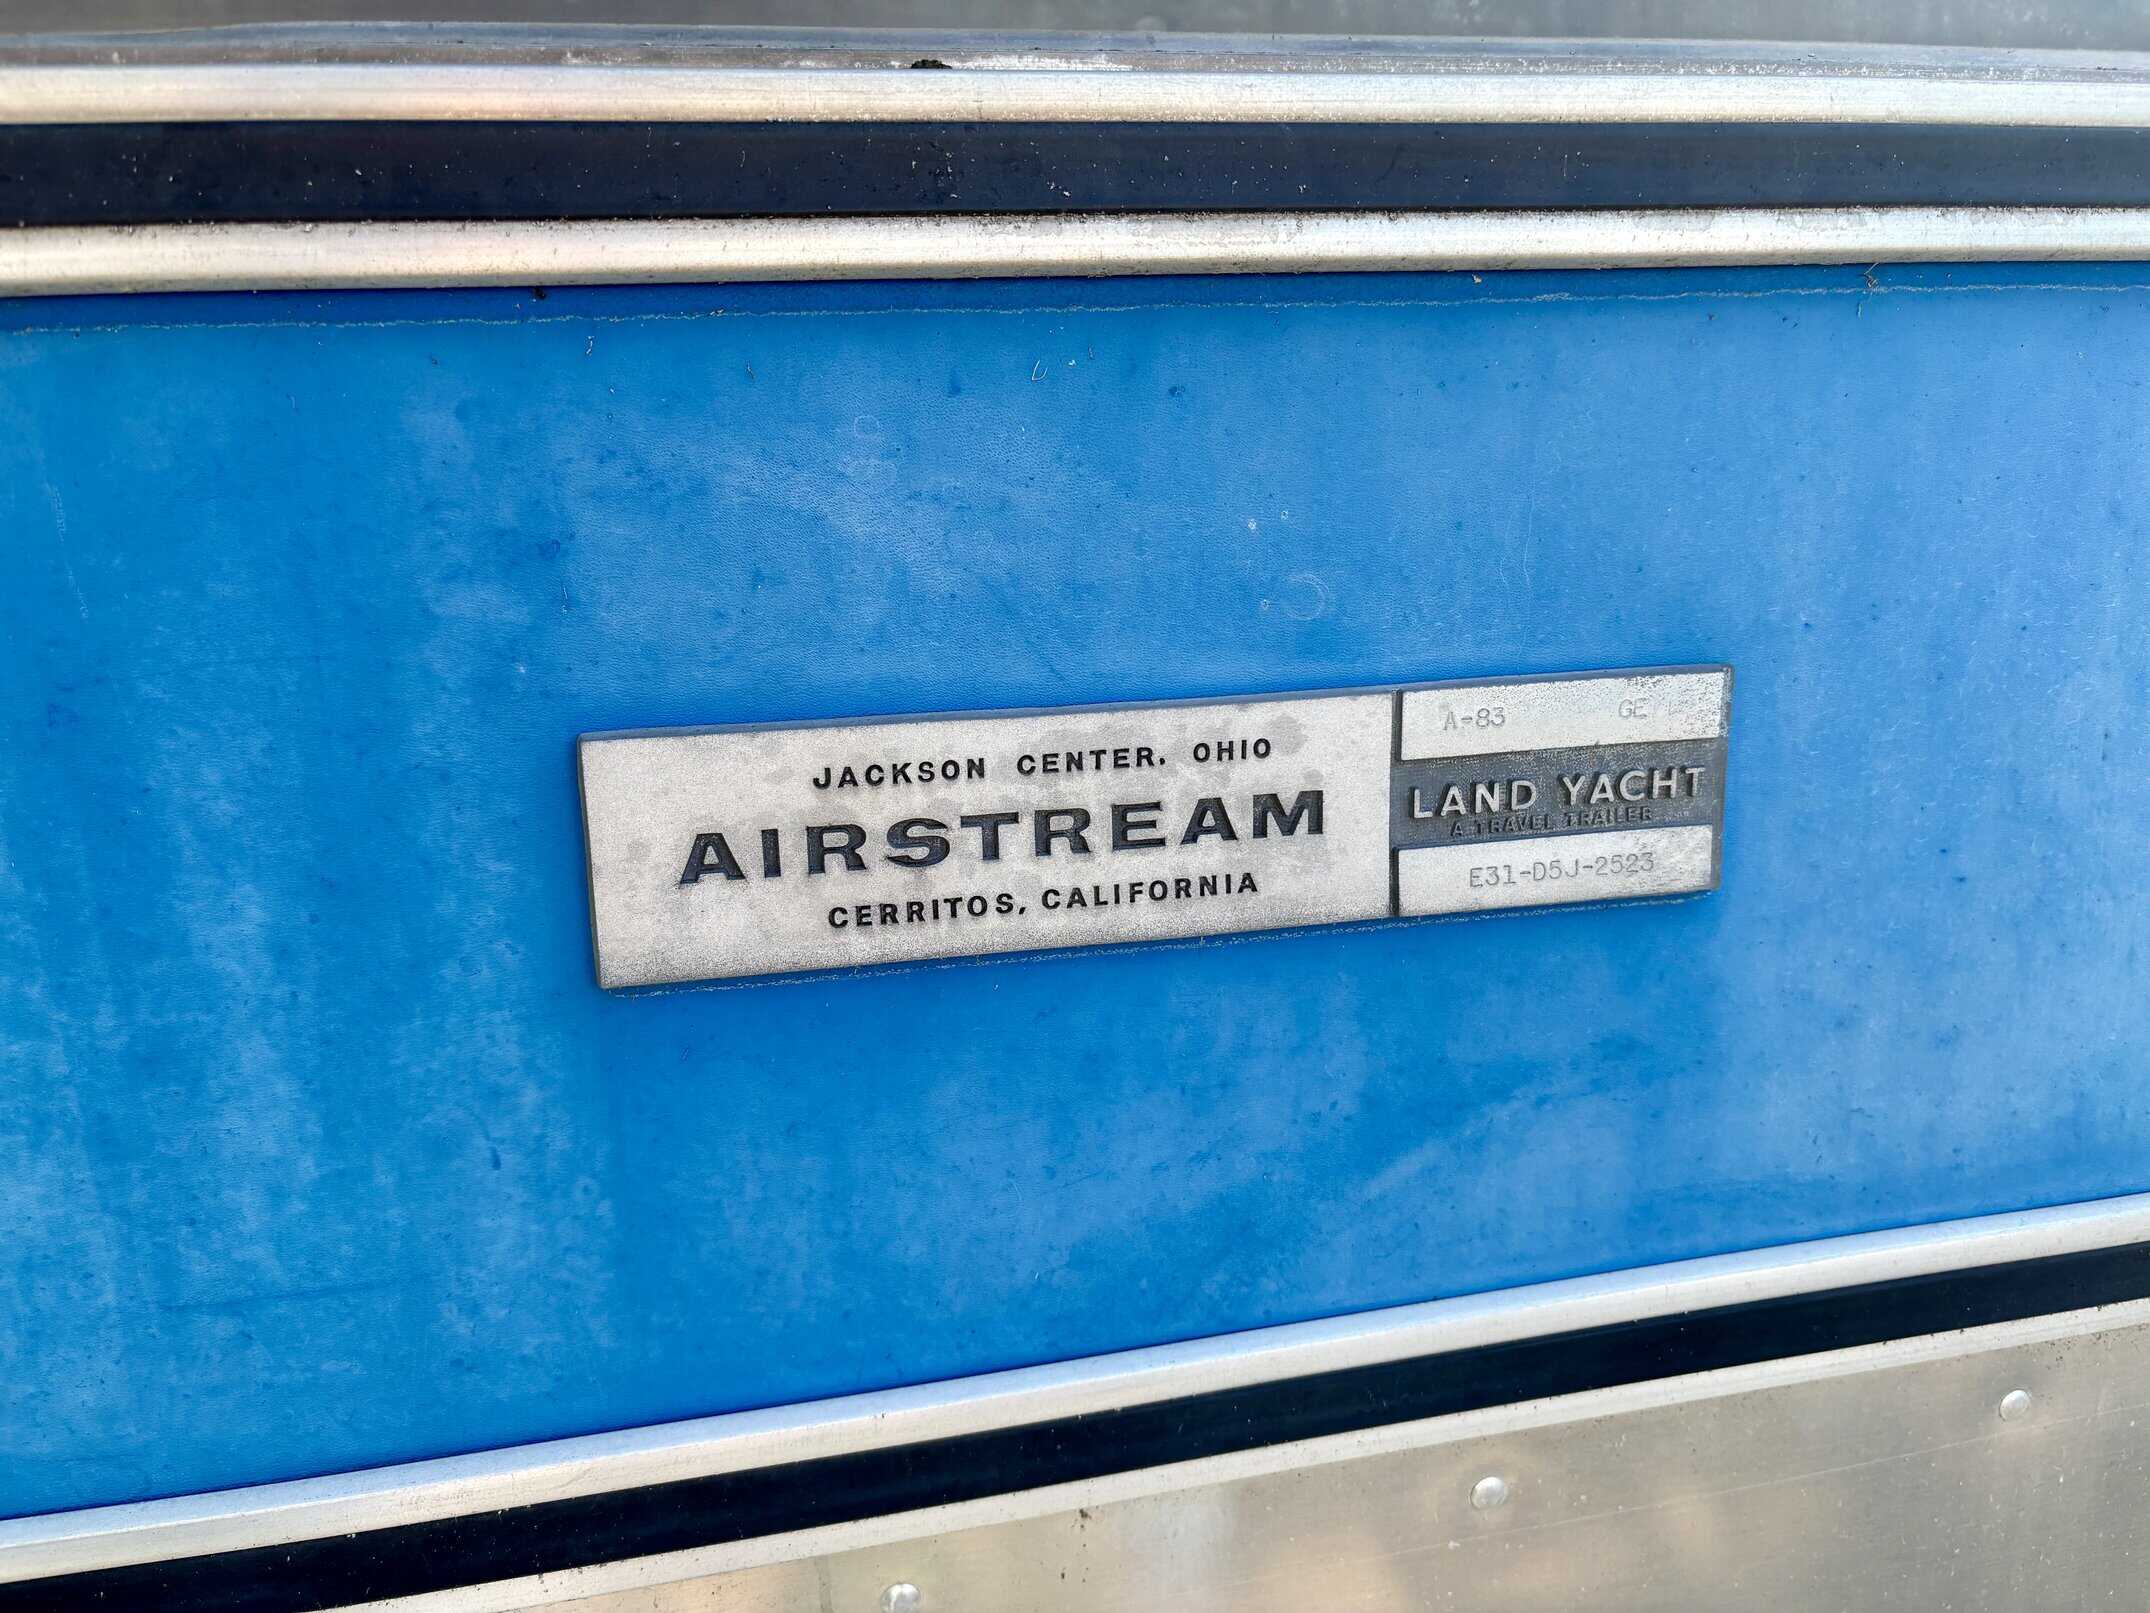 JACKSON CENTER, OHIO
AIRSTREAM
CERRITOS, CALIFORNIA
A-83 GE
LAND YACHT
A TRAVEL TRAILER
E31-D5J-2523